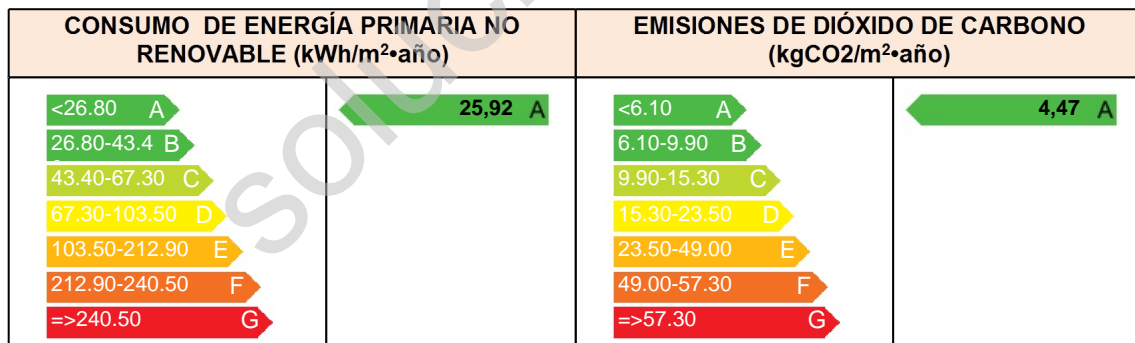 CONSUMO DE ENERGÍA PRIMARIA NO
RENOVABLE (kWh/m²•año)
EMISIONES DE DIÓXIDO DE CARBONO
(kgCO2/m²•año)
<26.80 A
26.80-43.4 B
43.40-67.30 C
67.30-103.50 D
103.50-212.90 E
212.90-240.50 F
=>240.50 G
25,92 A
<6.10 A
6.10-9.90 B
9.90-15.30 C
15.30-23.50 D
23.50-49.00 E
49.00-57.30 F
=>57.30 G
4,47 A
soluc